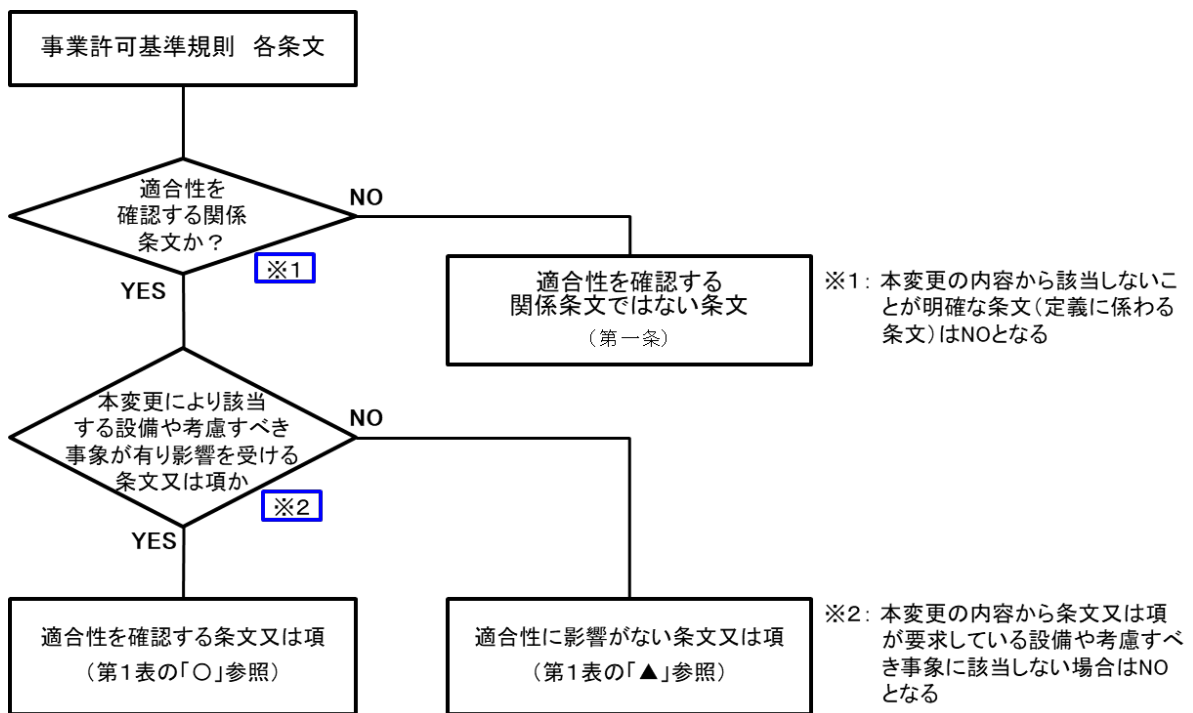 事業許可基準規則　各条文
適合性を
確認する関係
条文か？
NO
※1
YES
適合性を確認する
関係条文ではない条文
（第一条）
※1： 本変更の内容から該当しないこ
とが明確な条文（定義に係わる
条文）はNOとなる
本変更により該当
する設備や考慮すべき
事象が有り影響を受ける
条文又は項か
NO
※2
YES
適合性を確認する条文又は項
（第1表の「○」参照）
適合性に影響がない条文又は項
（第1表の「▲」参照）
※2： 本変更の内容から条文又は項
が要求している設備や考慮すべ
き事象に該当しない場合はNO
となる